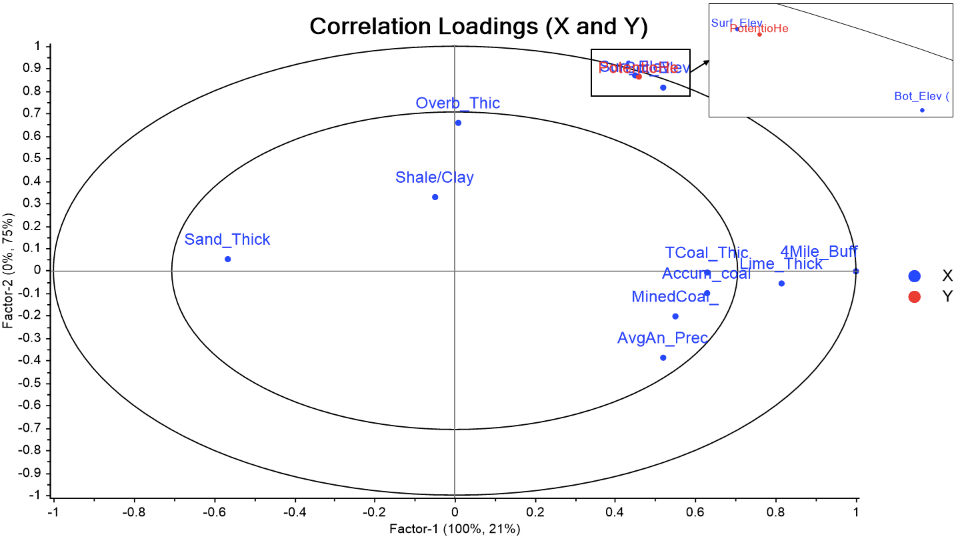 Correlation Loadings (X and Y)
Surf_Elev
PotentioHe
Bot_Elev (
1
0.9
0.8
0.7
0.6
0.5
0.4
0.3
0.2
0.1
0
-0.1
-0.2
-0.3
-0.4
-0.5
-0.6
-0.7
-0.8
-0.9
-1
Factor-2 (0%, 75%)
Overb_Thic
Shale/Clay
Sand_Thick
TCoal_Thic
4Mile_Buff
Lime_Thick
Accum_coal
MinedCoal_
AvgAn_Prec
X
Y
-1
-0.8
-0.6
-0.4
-0.2
0
0.2
0.4
0.6
0.8
1
Factor-1 (100%, 21%)